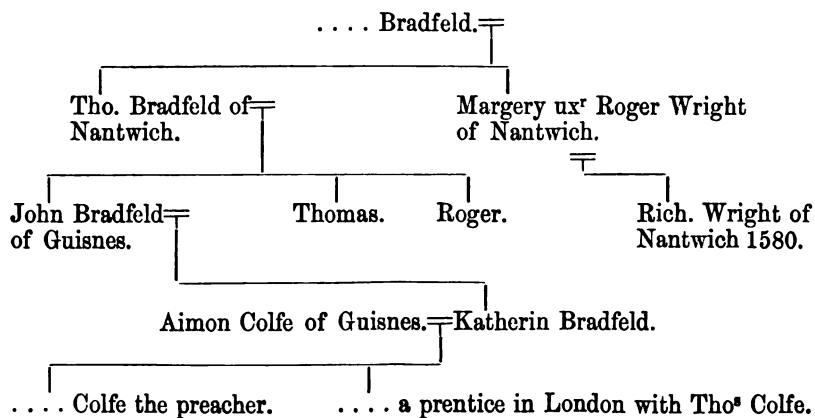 . . . . Bradfeld.
Tho. Bradfeld of
Nantwich.
Margery uxʳ Roger Wright
of Nantwich.
John Bradfeld
of Guisnes.
Thomas.
Roger.
Rich. Wright of
Nantwich 1580.
Aimon Colfe of Guisnes.
Katherin Bradfeld.
. . . . Colfe the preacher.
. . . . a prentice in London with Thoˢ Colfe.